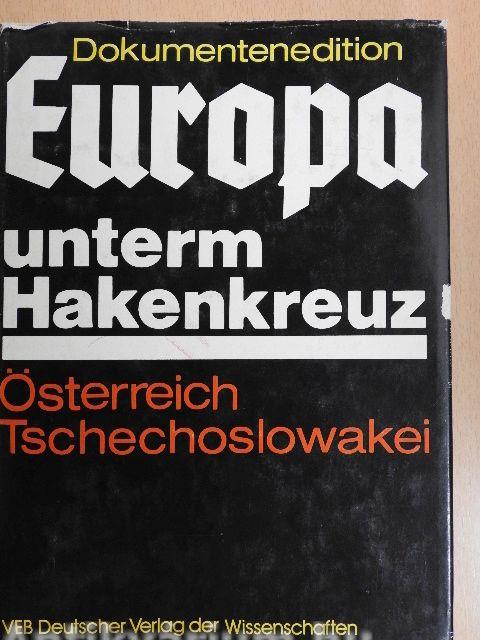 Dokumentenedition
Europa
unterm
Hakenkreuz
Österreich
Tschechoslowakei
VEB Deutscher Verlag der Wissenschaften